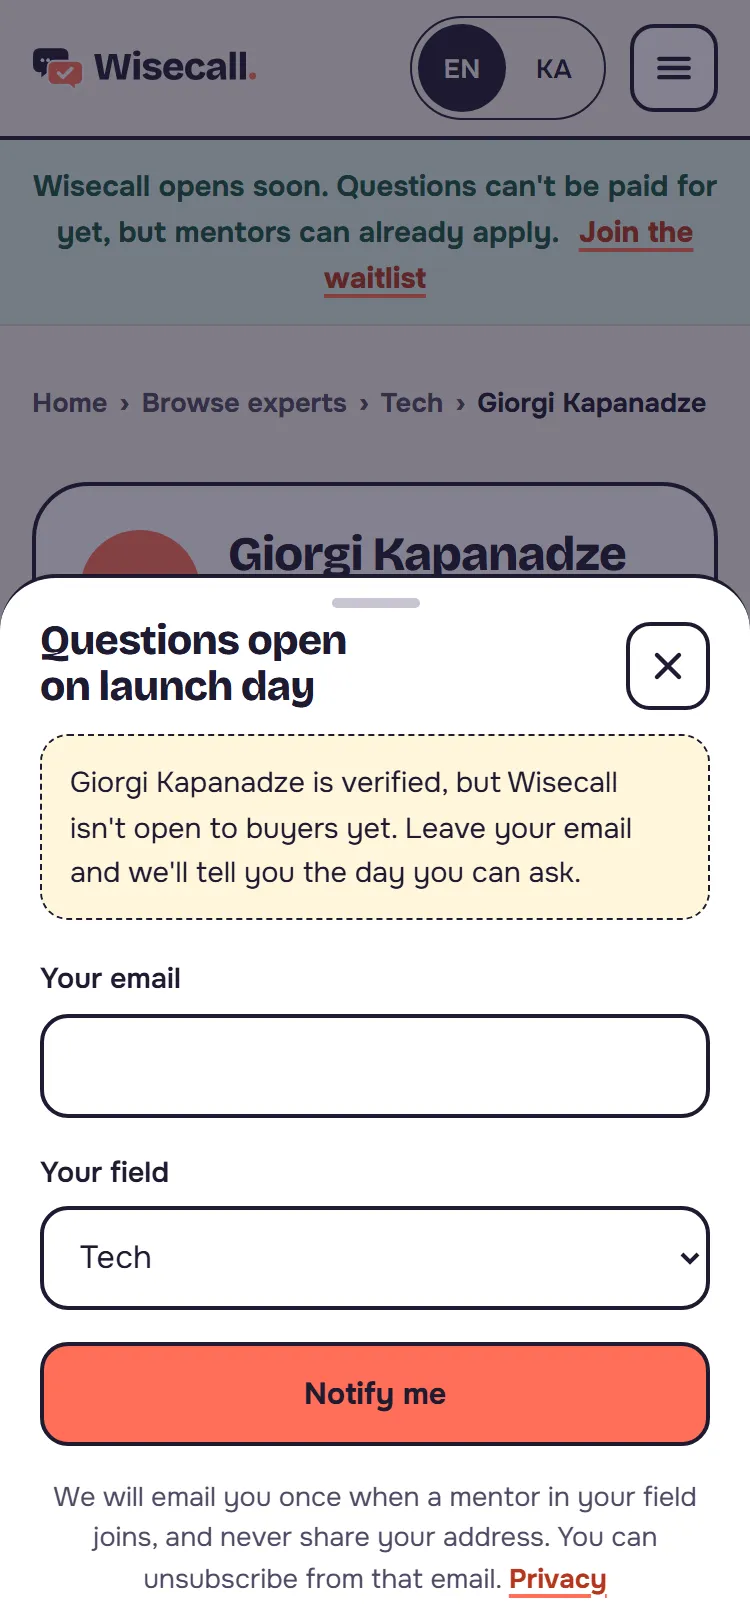 Wisecall.
EN
KA
Wisecall opens soon. Questions can't be paid for
yet, but mentors can already apply. Join the
waitlist
Home › Browse experts › Tech › Giorgi Kapanadze
Giorgi Kapanadze
Questions open
on launch day
Giorgi Kapanadze is verified, but Wisecall
isn't open to buyers yet. Leave your email
and we'll tell you the day you can ask.
Your email
Your field
Tech
Notify me
We will email you once when a mentor in your field
joins, and never share your address. You can
unsubscribe from that email. Privacy